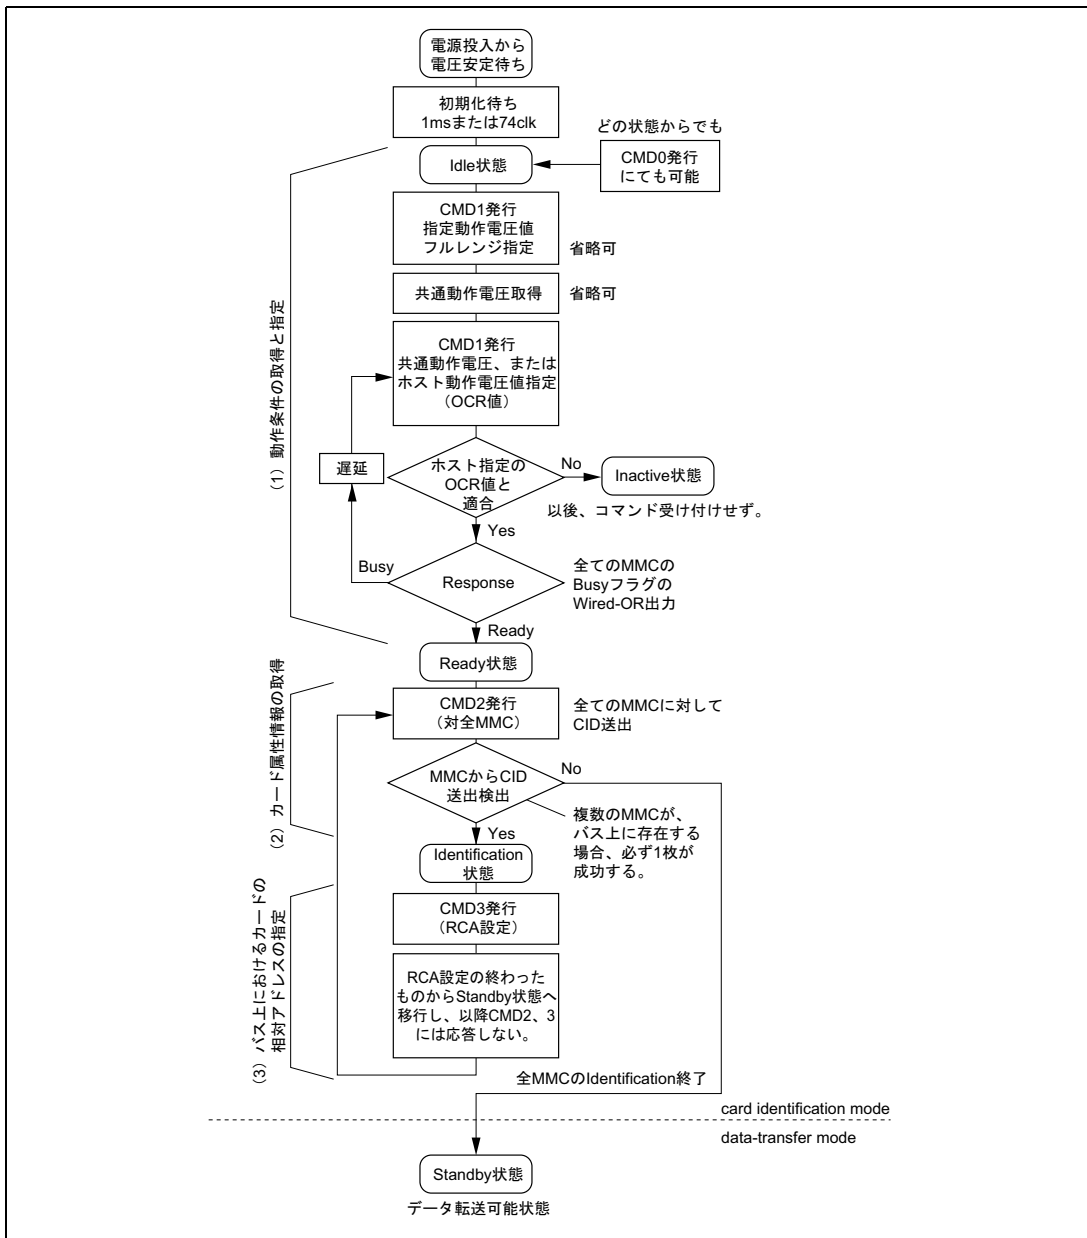 電源投入から
電圧安定待ち
初期化待ち
1msまたは74clk
どの状態からでも
CMD0発行
にても可能
Idle状態
CMD1発行
指定動作電圧値
フルレンジ指定
省略可
共通動作電圧取得
省略可
(1) 動作条件の取得と指定
CMD1発行
共通動作電圧、または
ホスト動作電圧値指定
(OCR値)
遅延
ホスト指定の
OCR値と
適合
No
Inactive状態
以後、コマンド受け付けせず。
Yes
Busy
Response
全てのMMCの
Busyフラグの
Wired-OR出力
Ready
Ready状態
(2) カード属性情報の取得
CMD2発行
(対全MMC)
全てのMMCに対して
CID送出
MMCからCID
送出検出
No
複数のMMCが、
バス上に存在する
場合、必ず1枚が
成功する。
Yes
Identification
状態
(3) バス上におけるカードの
相対アドレスの指定
CMD3発行
(RCA設定)
RCA設定の終わった
ものからStandby状態へ
移行し、以降CMD2、3
には応答しない。
全MMCのIdentification終了
card identification mode
data-transfer mode
Standby状態
データ転送可能状態